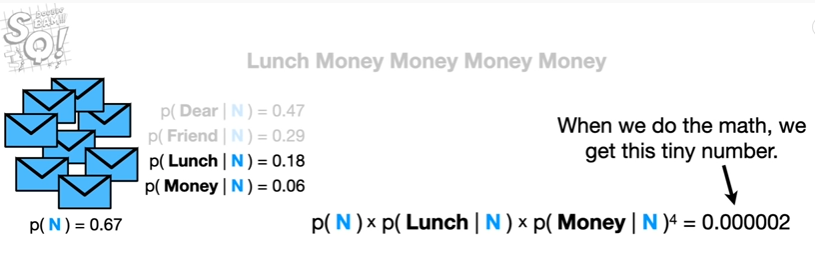 SQ!
Lunch Money Money Money Money
p( Dear | N ) = 0.47
p( Friend | N ) = 0.29
p( Lunch | N ) = 0.18
p( Money | N ) = 0.06
p( N ) = 0.67
When we do the math, we
get this tiny number.
p( N ) x p( Lunch | N ) x p( Money | N )⁴ = 0.000002